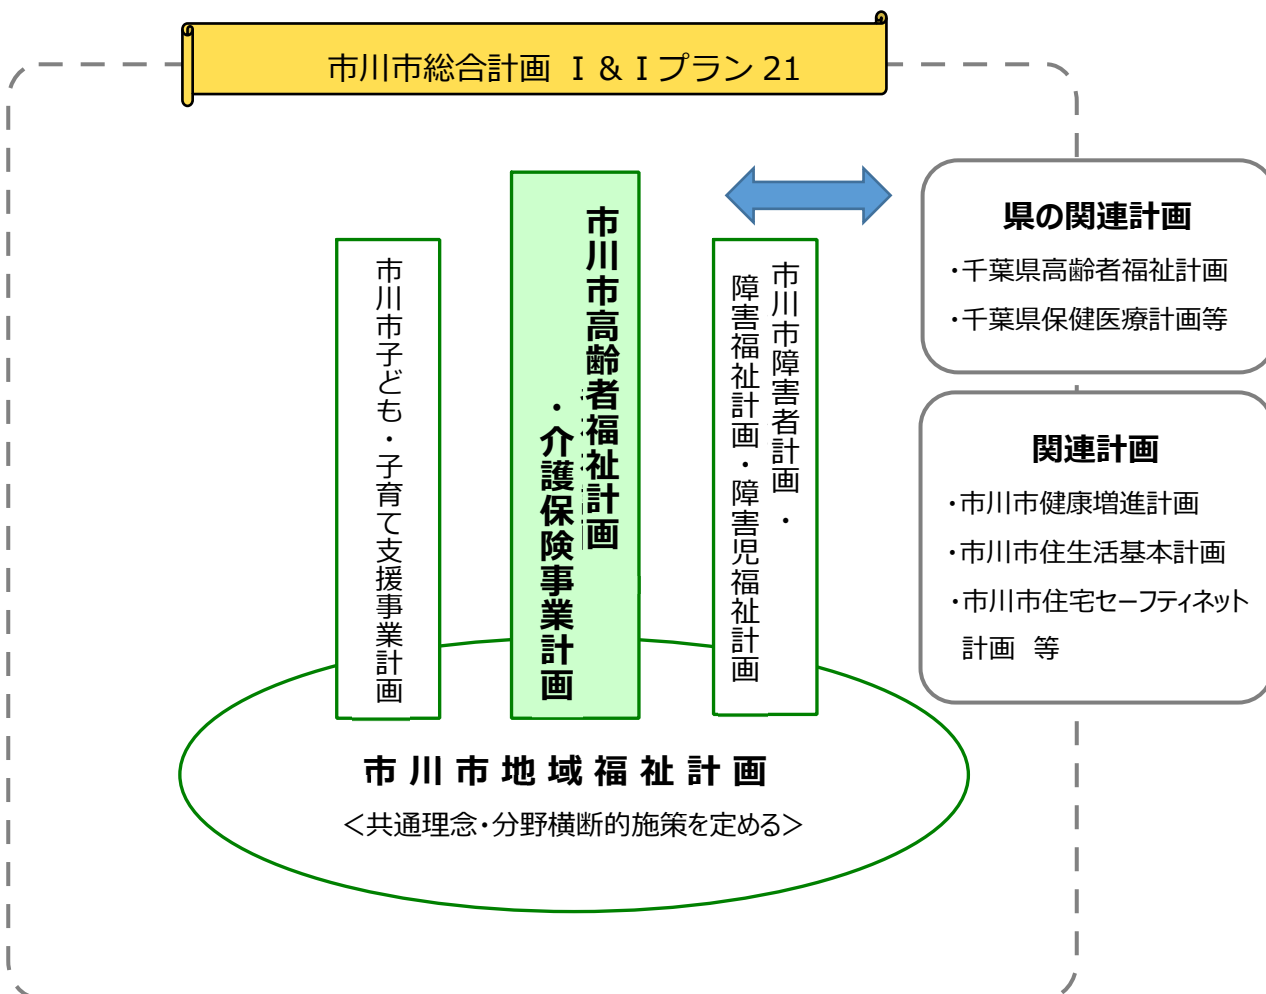 市川市総合計画 I & I プラン 21
市川市子ども・子育て支援事業計画
市川市高齢者福祉計画
・介護保険事業計画
市川市障害者計画・
障害福祉計画・障害児福祉計画
県の関連計画
・千葉県高齢者福祉計画
・千葉県保健医療計画等
関連計画
・市川市健康増進計画
・市川市住生活基本計画
・市川市住宅セーフティネット
計画 等
市川市地域福祉計画
＜共通理念・分野横断的施策を定める＞